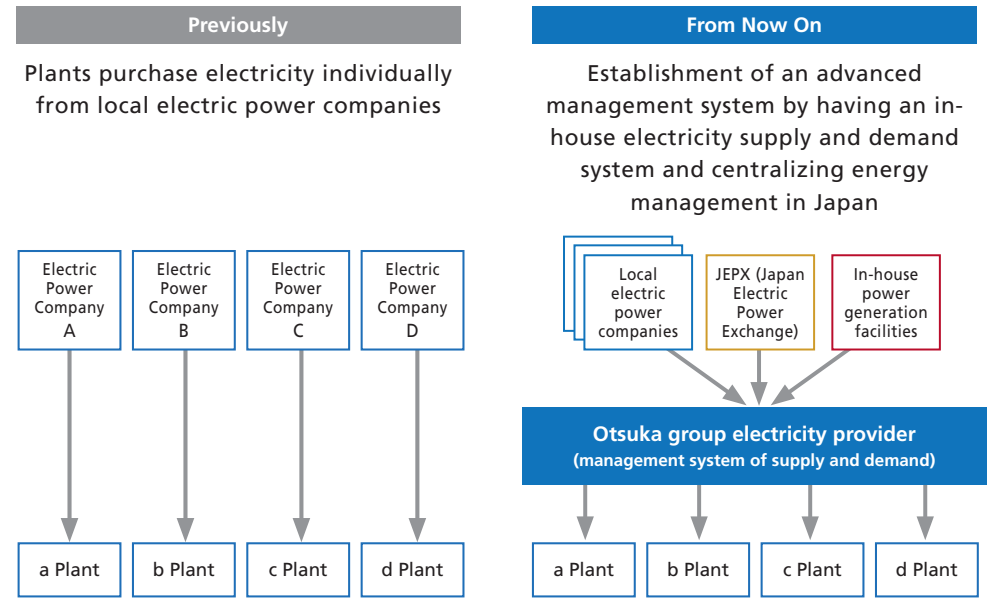 Previously
Plants purchase electricity individually
from local electric power companies
Electric
Power
Company
A
Electric
Power
Company
B
Electric
Power
Company
C
Electric
Power
Company
D
a Plant
b Plant
c Plant
d Plant
From Now On
Establishment of an advanced
management system by having an in-
house electricity supply and demand
system and centralizing energy
management in Japan
Local
electric
power
companies
JEPX (Japan
Electric
Power
Exchange)
In-house
power
generation
facilities
Otsuka group electricity provider
(management system of supply and demand)
a Plant
b Plant
c Plant
d Plant